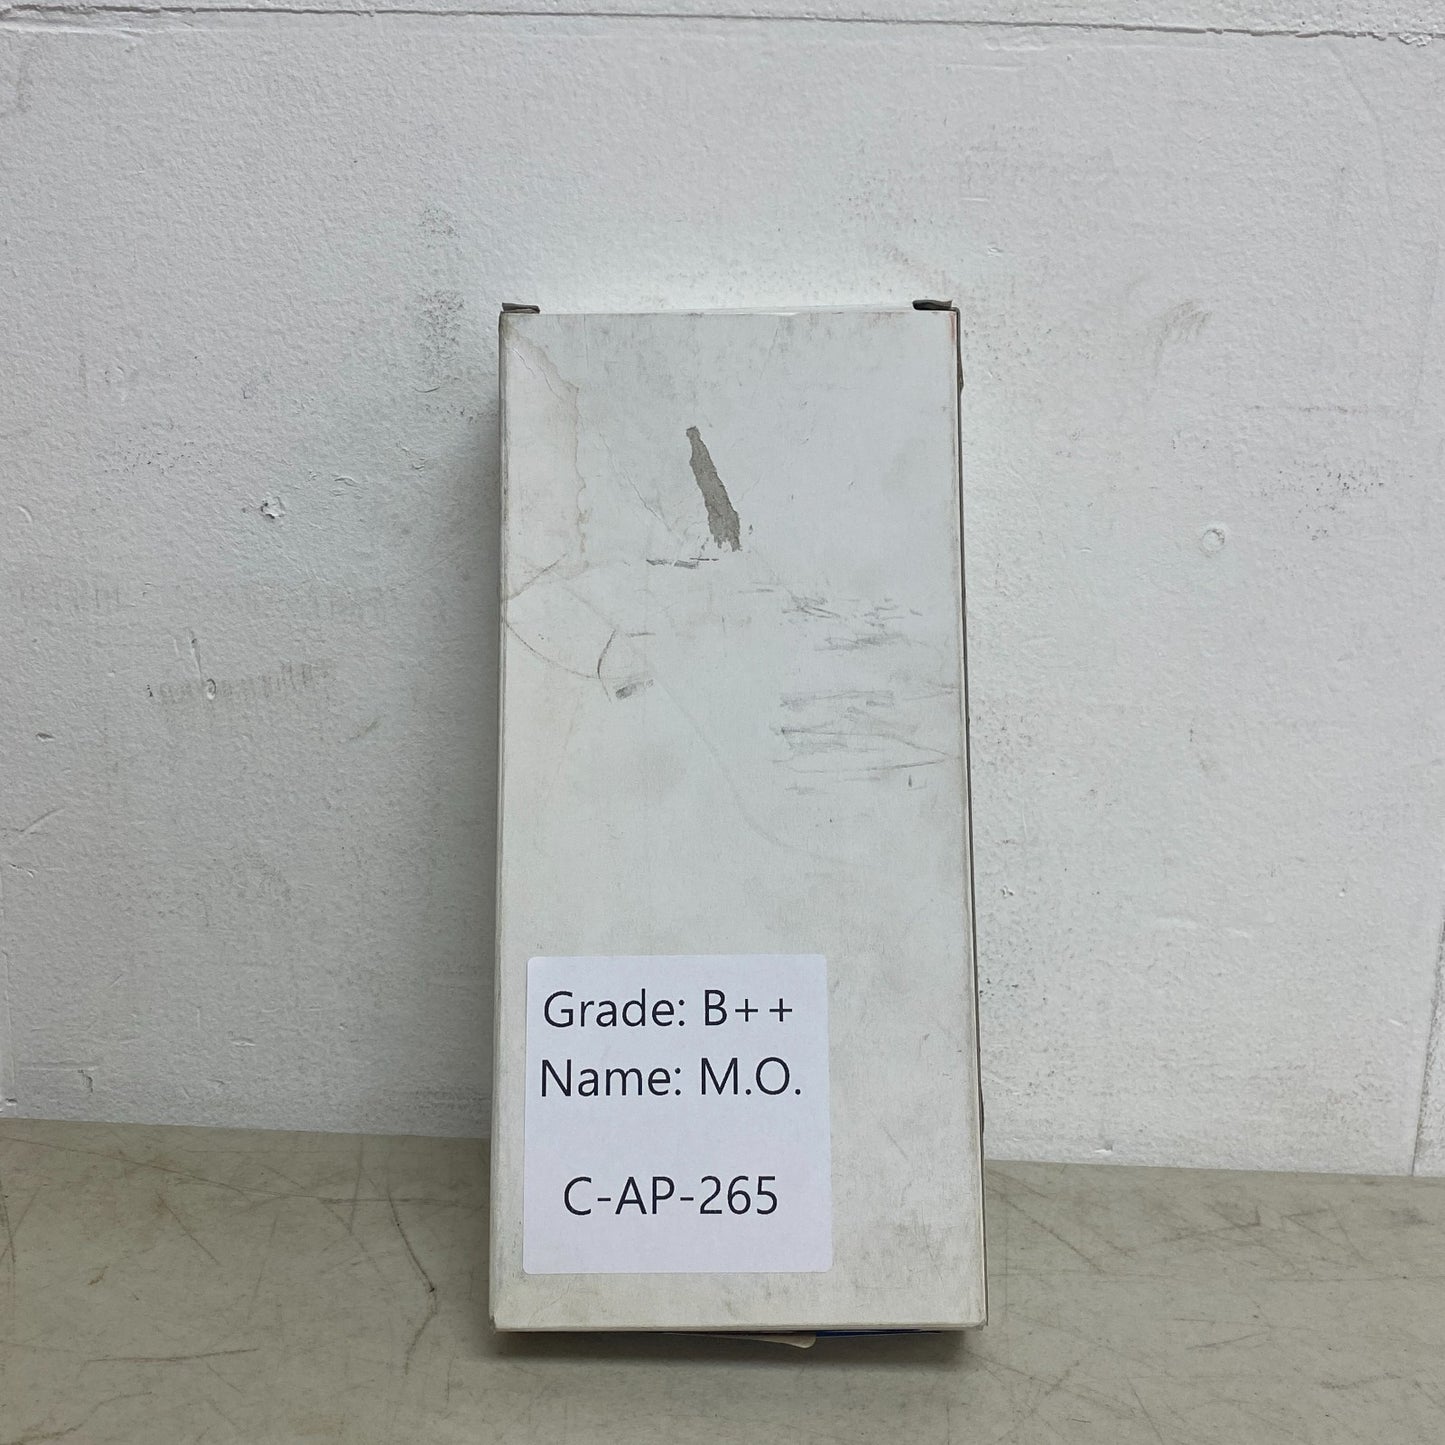 Grade: B++
Name: M.O.
C-AP-265